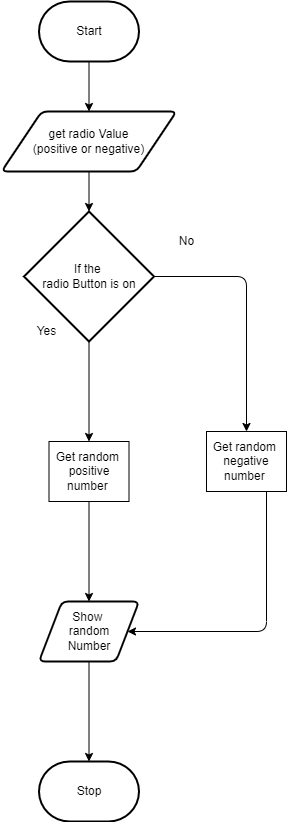 Start
get radio Value
(positive or negative)
No
If the
radio Button is on
Yes
Get random
positive
number
Get random
negative
number
Show
random
Number
Stop